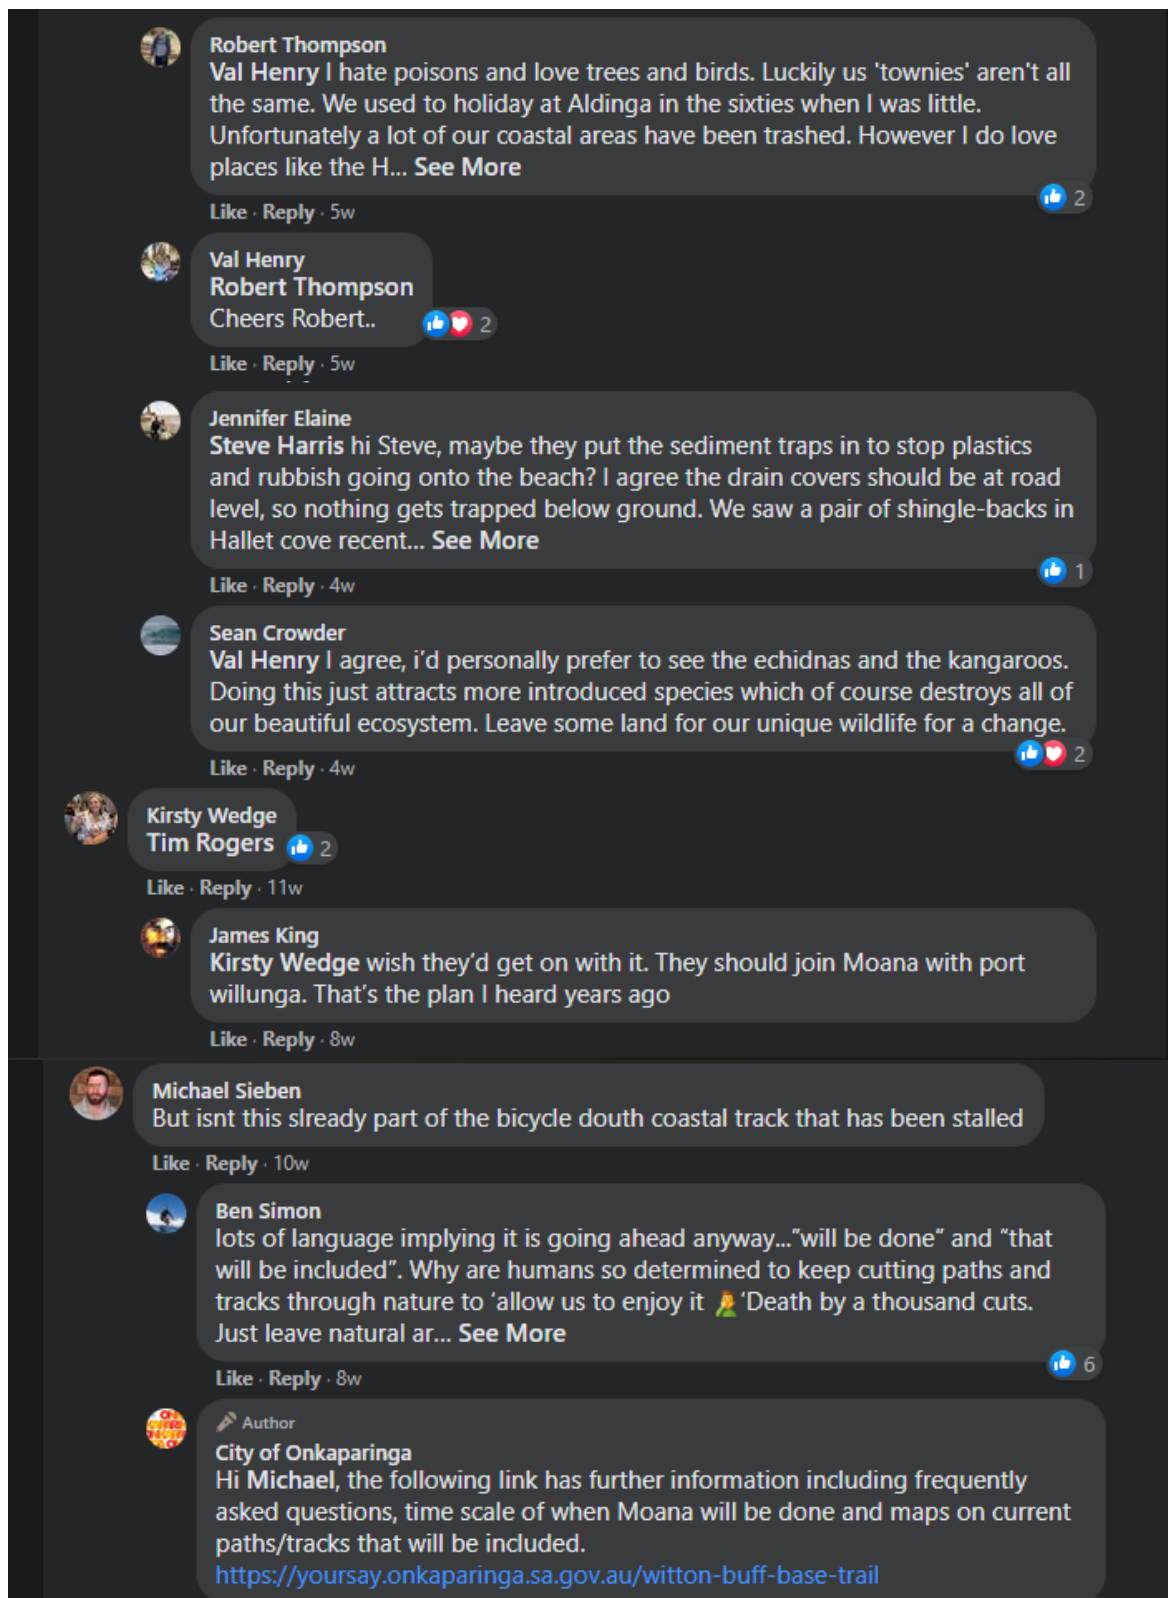 Robert Thompson
Val Henry I hate poisons and love trees and birds. Luckily us 'townies' aren't all
the same. We used to holiday at Aldinga in the sixties when I was little.
Unfortunately a lot of our coastal areas have been trashed. However I do love
places like the H... See More
2
Like · Reply · 5w
Val Henry
Robert Thompson
Cheers Robert..
2
Like · Reply · 5w
Jennifer Elaine
Steve Harris hi Steve, maybe they put the sediment traps in to stop plastics
and rubbish going onto the beach? I agree the drain covers should be at road
level, so nothing gets trapped below ground. We saw a pair of shingle-backs in
Hallet cove recent... See More
1
Like · Reply · 4w
Sean Crowder
Val Henry I agree, i'd personally prefer to see the echidnas and the kangaroos.
Doing this just attracts more introduced species which of course destroys all of
our beautiful ecosystem. Leave some land for our unique wildlife for a change.
2
Like · Reply · 4w
Kirsty Wedge
Tim Rogers 2
Like · Reply · 11w
James King
Kirsty Wedge wish they'd get on with it. They should join Moana with port
willunga. That's the plan I heard years ago
Like · Reply · 8w
Michael Sieben
But isnt this slready part of the bicycle douth coastal track that has been stalled
Like · Reply · 10w
Ben Simon
lots of language implying it is going ahead anyway..."will be done" and "that
will be included". Why are humans so determined to keep cutting paths and
tracks through nature to 'allow us to enjoy it 🤦'Death by a thousand cuts.
Just leave natural ar... See More
6
Like · Reply · 8w
Author
City of Onkaparinga
Hi Michael, the following link has further information including frequently
asked questions, time scale of when Moana will be done and maps on current
paths/tracks that will be included.
https://yoursay.onkaparinga.sa.gov.au/witton-buff-base-trail